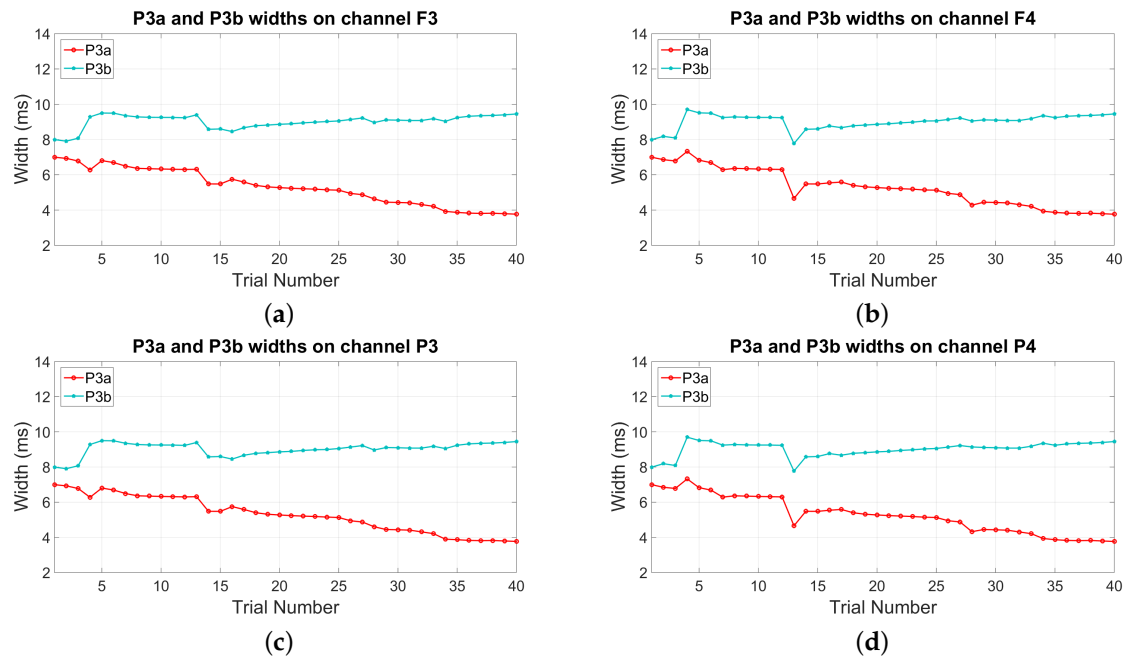 P3a and P3b widths on channel F3
14
12
10
8
6
4
2
Width (ms)
P3a
P3b
5
10
15
20
25
30
35
40
Trial Number
(a)
P3a and P3b widths on channel F4
14
12
10
8
6
4
2
Width (ms)
P3a
P3b
5
10
15
20
25
30
35
40
Trial Number
(b)
P3a and P3b widths on channel P3
14
12
10
8
6
4
2
Width (ms)
P3a
P3b
5
10
15
20
25
30
35
40
Trial Number
(c)
P3a and P3b widths on channel P4
14
12
10
8
6
4
2
Width (ms)
P3a
P3b
5
10
15
20
25
30
35
40
Trial Number
(d)